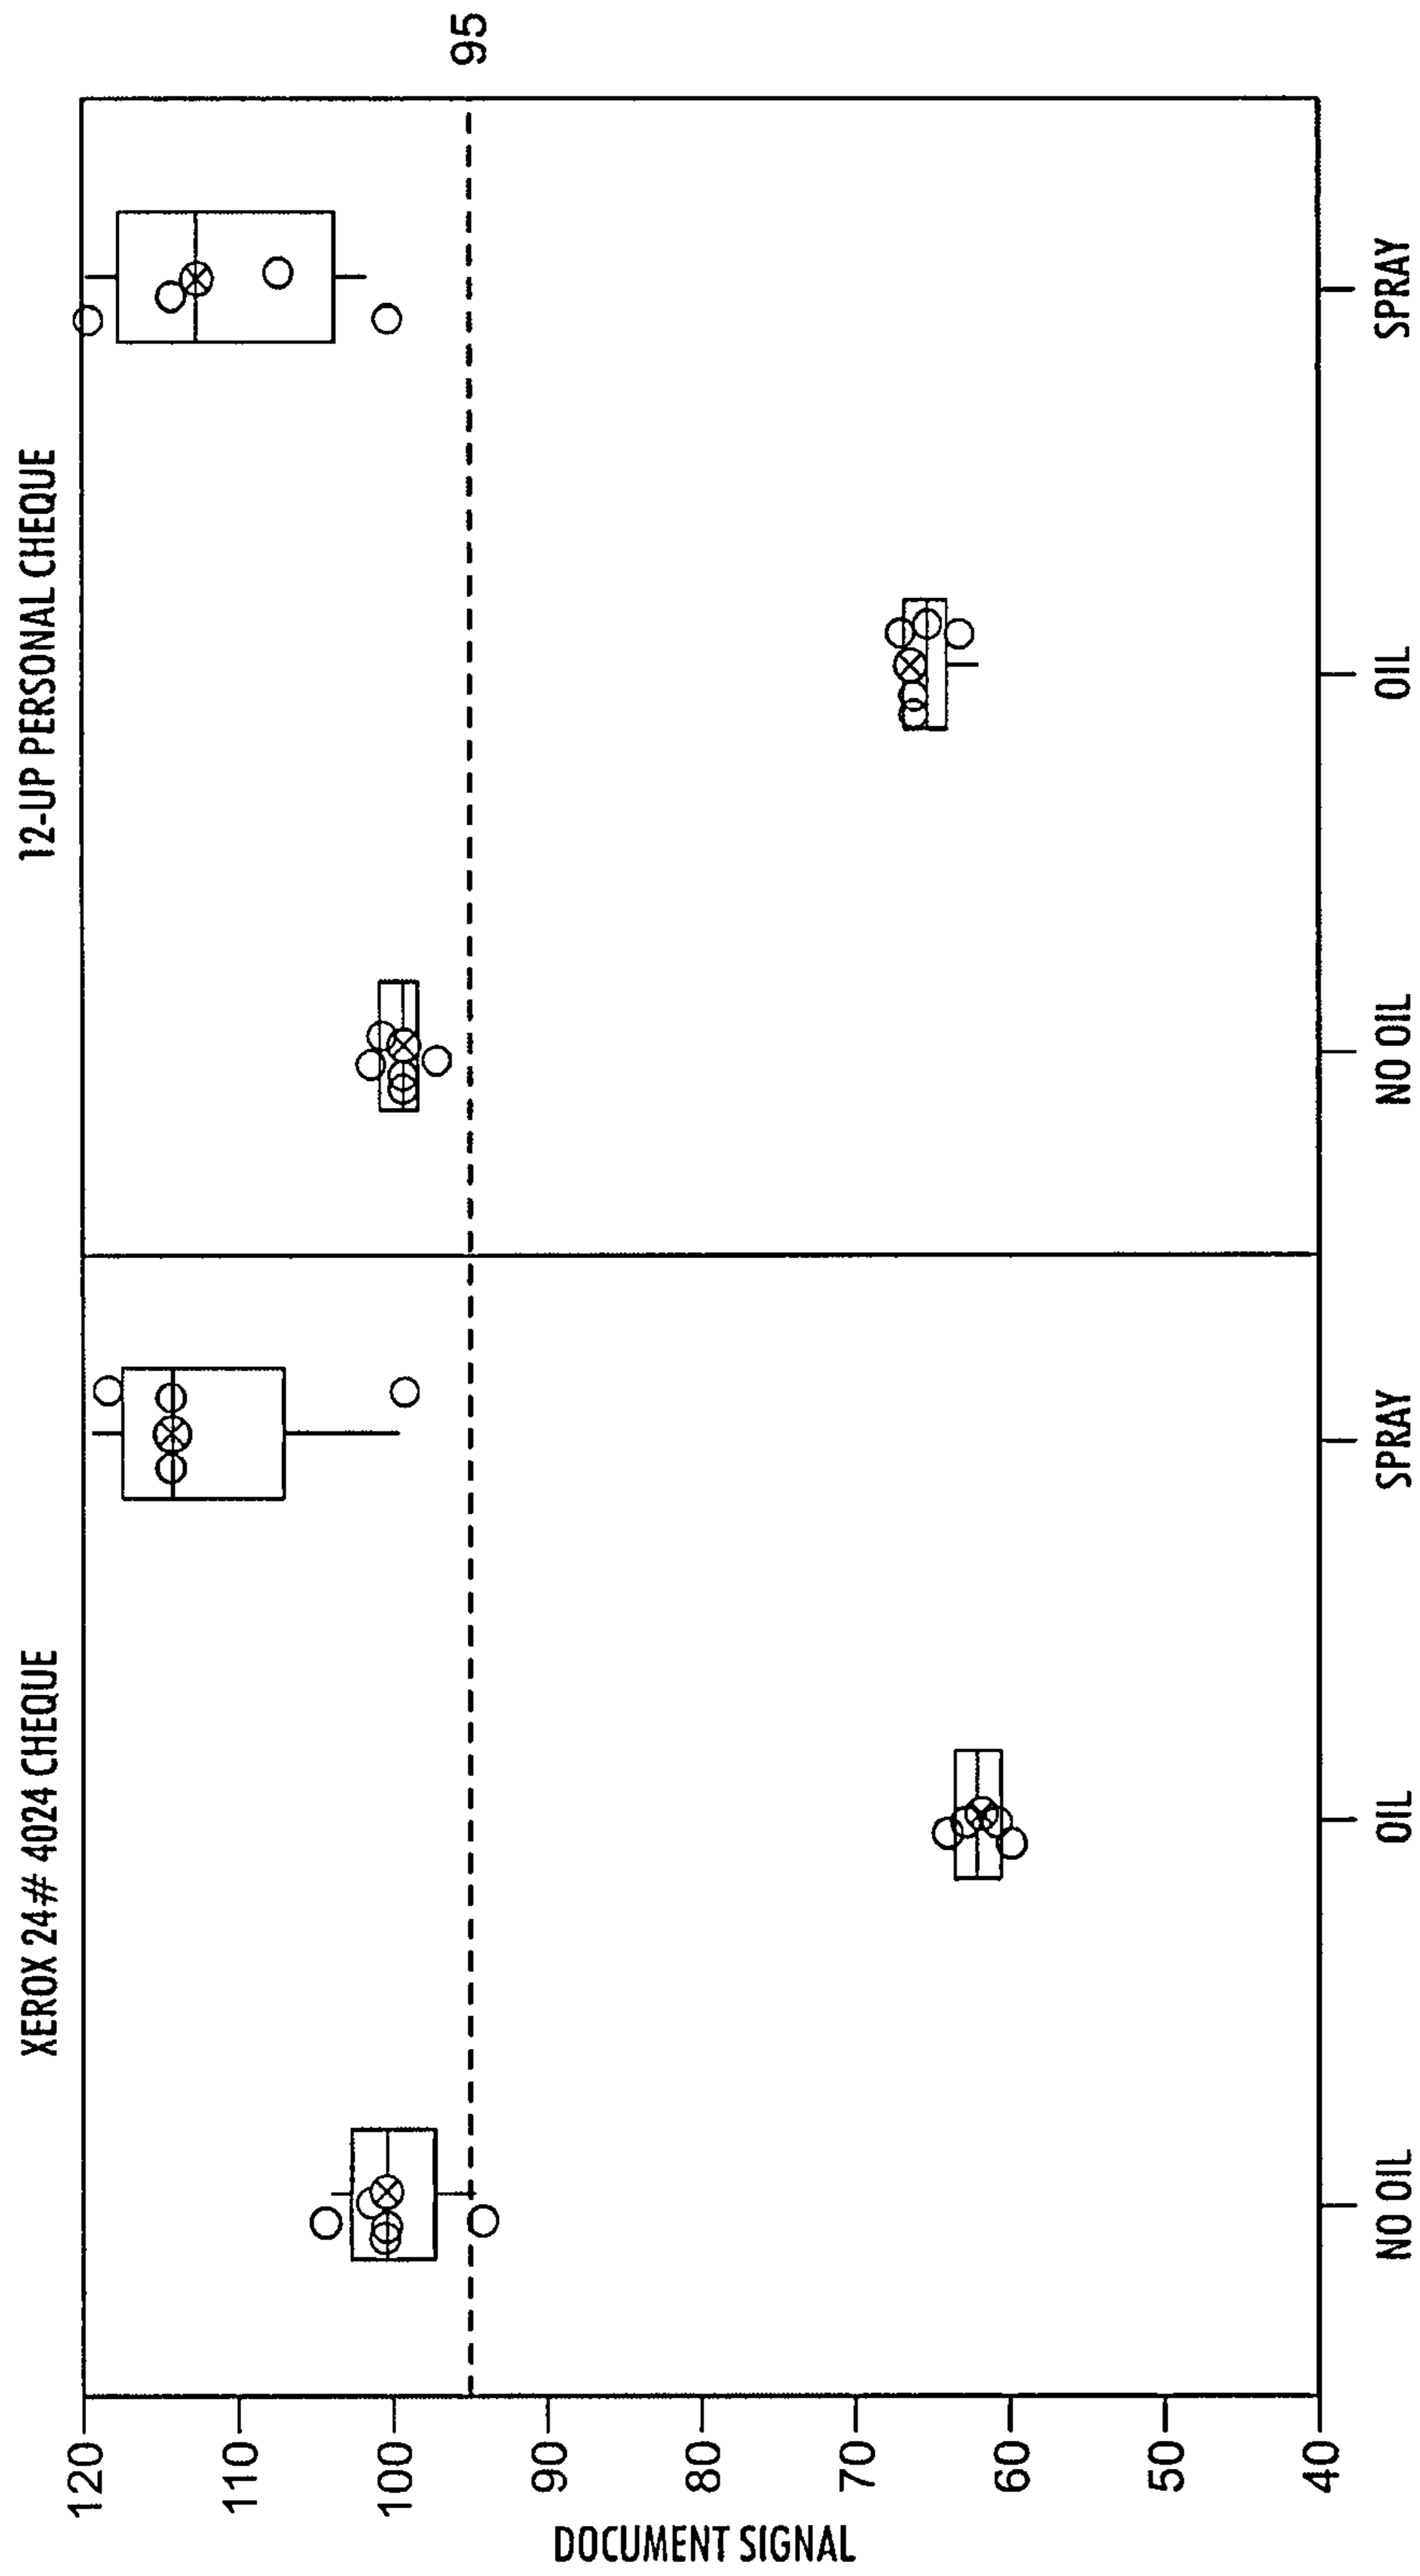 XEROX 24# 4024 CHEQUE
12-UP PERSONAL CHEQUE
120
110
100
90
80
70
60
50
40
DOCUMENT SIGNAL
95
NO OIL
OIL
SPRAY
NO OIL
OIL
SPRAY